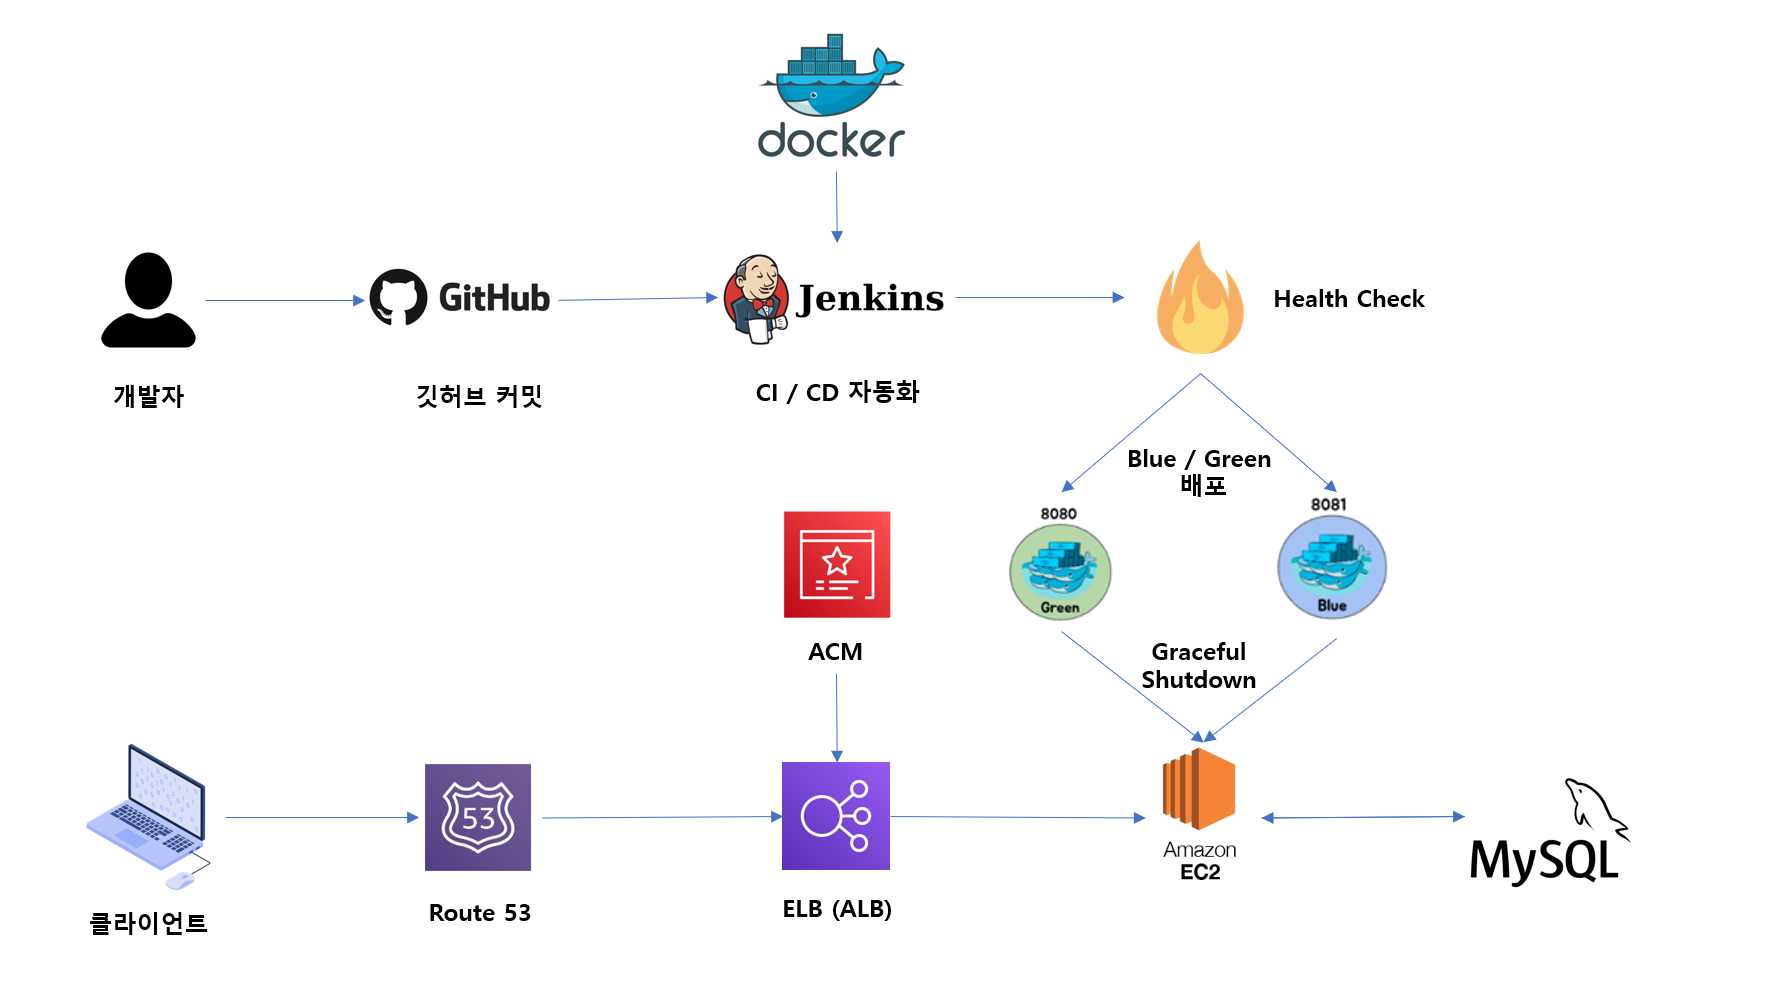 docker
GitHub
Jenkins
Health Check
개발자
깃허브 커밋
CI / CD 자동화
Blue / Green
배포
8080
8081
Green
Blue
ACM
Graceful
Shutdown
53
Amazon
EC2
MySQL
클라이언트
Route 53
ELB (ALB)